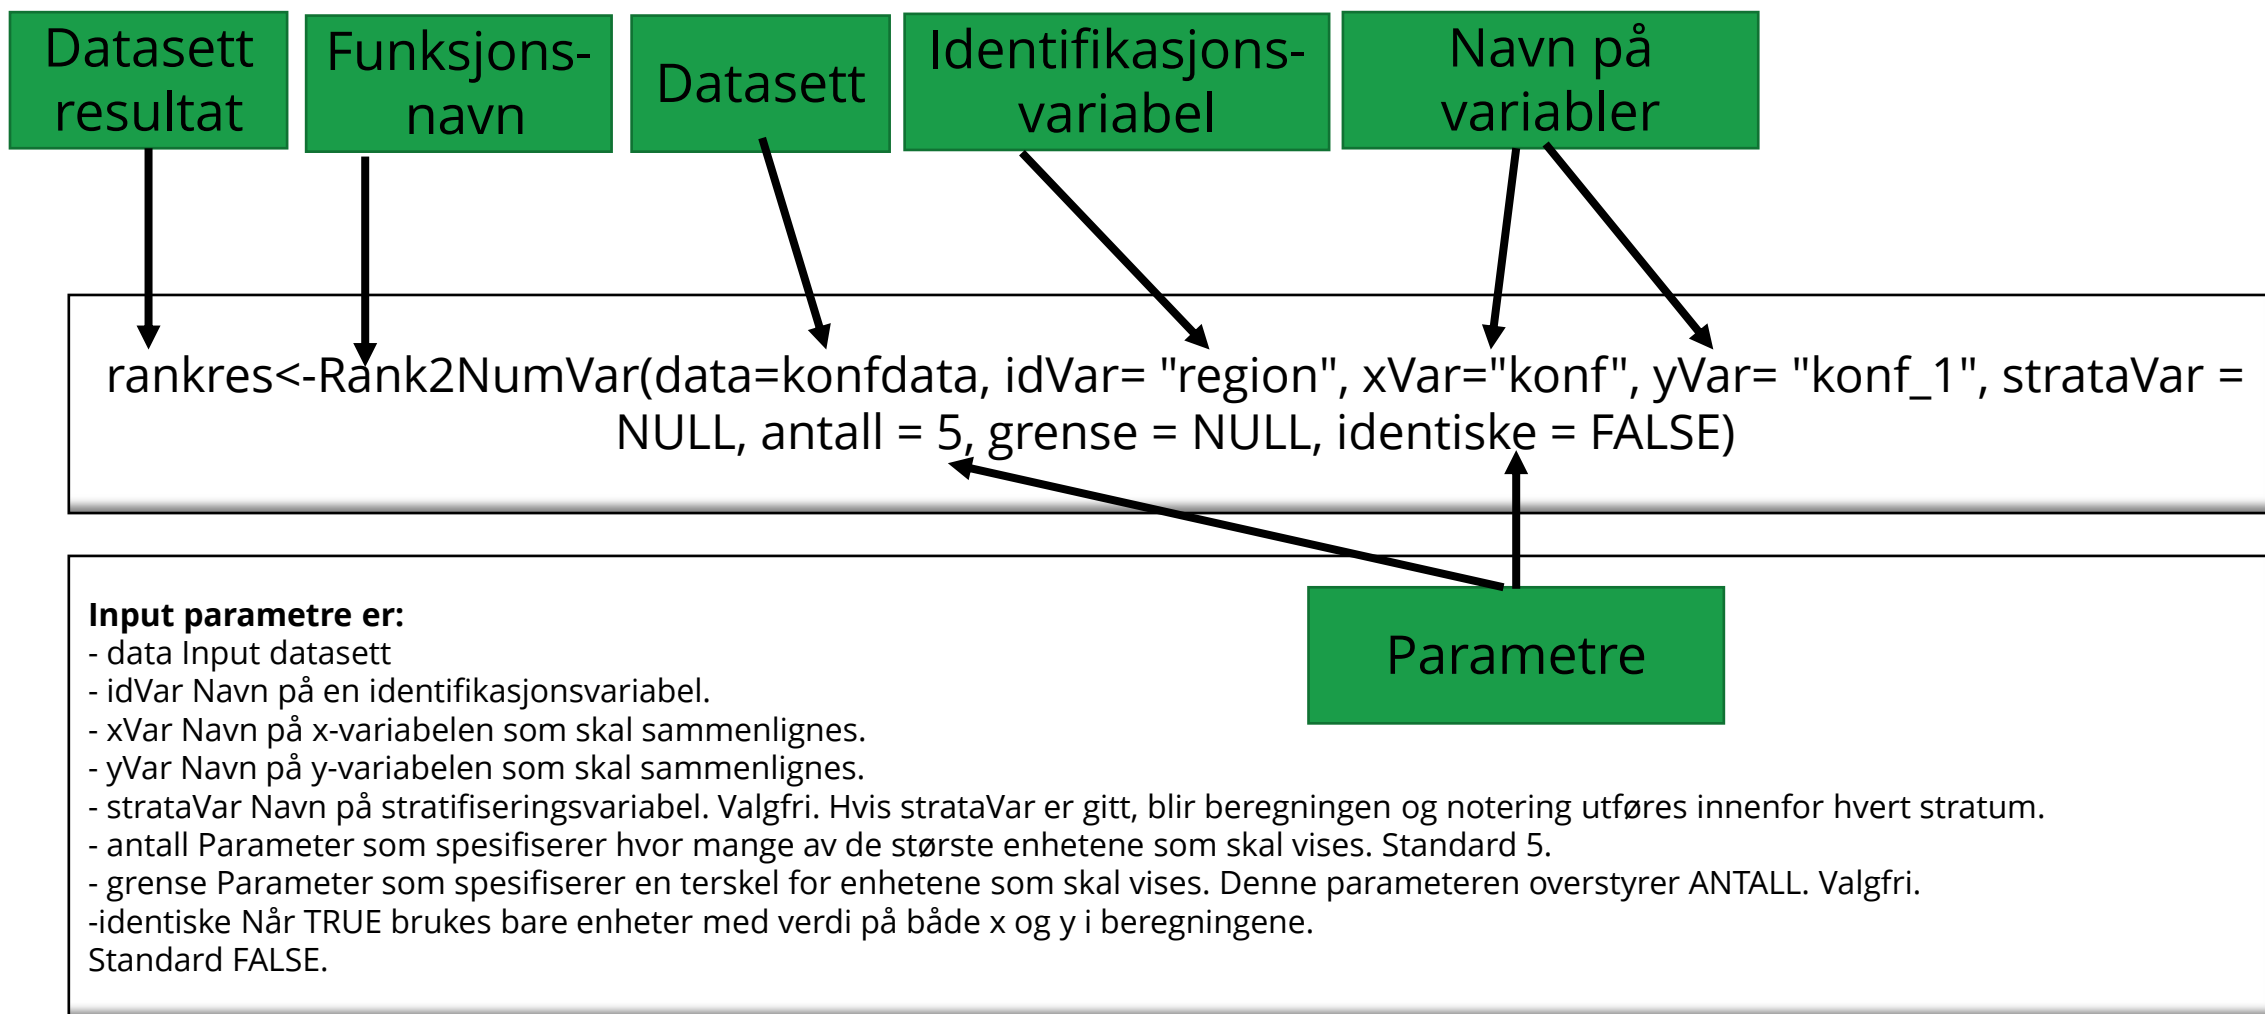 Datasett
resultat
Funksjons-
navn
Datasett
Identifikasjons-
variabel
Navn på
variabler
rankres<-Rank2NumVar(data=konfdata, idVar= "region", xVar="konf", yVar= "konf_1", strataVar =
NULL, antall = 5, grense = NULL, identiske = FALSE)
Parametre
Input parametre er:
- data Input datasett
- idVar Navn på en identifikasjonsvariabel.
- xVar Navn på x-variabelen som skal sammenlignes.
- yVar Navn på y-variabelen som skal sammenlignes.
- strataVar Navn på stratifiseringsvariabel. Valgfri. Hvis strataVar er gitt, blir beregningen og notering utføres innenfor hvert stratum.
- antall Parameter som spesifiserer hvor mange av de største enhetene som skal vises. Standard 5.
- grense Parameter som spesifiserer en terskel for enhetene som skal vises. Denne parameteren overstyrer ANTALL. Valgfri.
-identiske Når TRUE brukes bare enheter med verdi på både x og y i beregningene.
Standard FALSE.